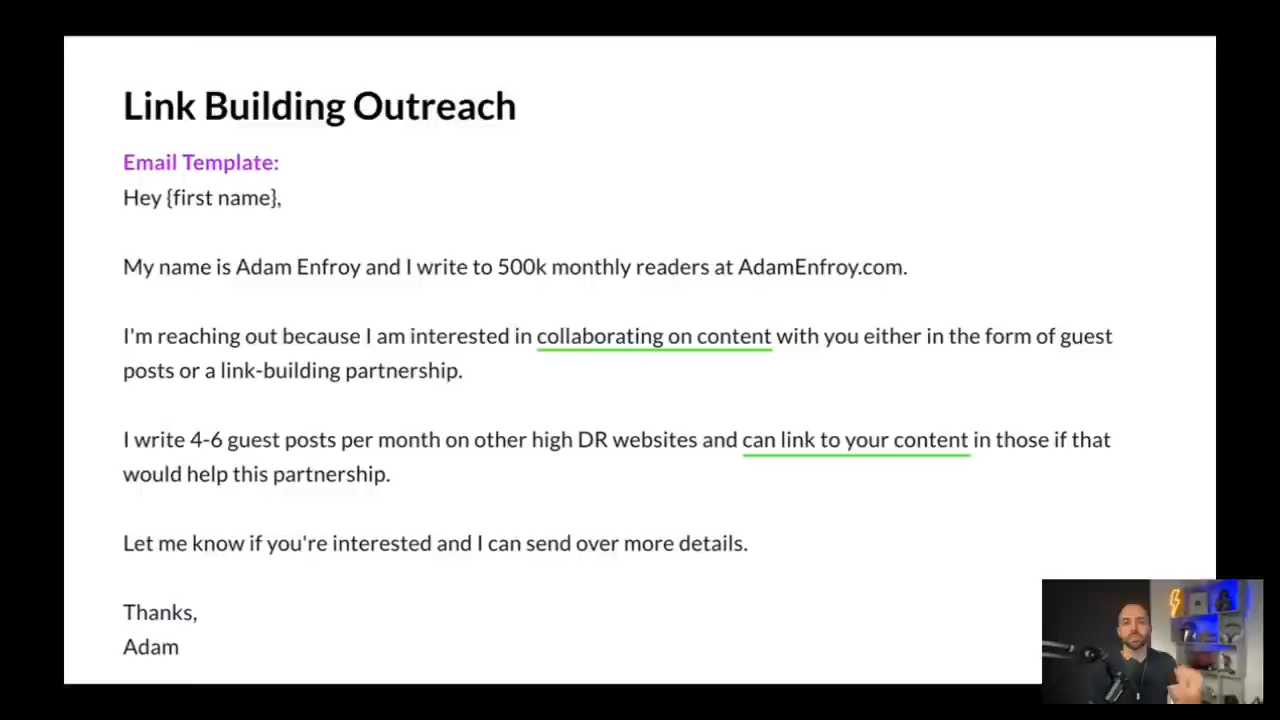 Link Building Outreach
Email Template:
Hey {first name},
My name is Adam Enfroy and I write to 500k monthly readers at AdamEnfroy.com.
I'm reaching out because I am interested in collaborating on content with you either in the form of guest
posts or a link-building partnership.
I write 4-6 guest posts per month on other high DR websites and can link to your content in those if that
would help this partnership.
Let me know if you're interested and I can send over more details.
Thanks,
Adam